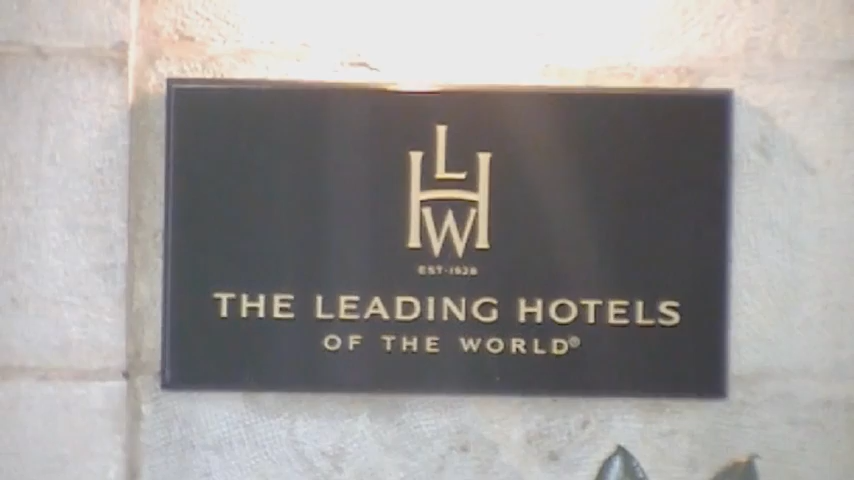 LHW
EST·1928
THE LEADING HOTELS
OF THE WORLD®